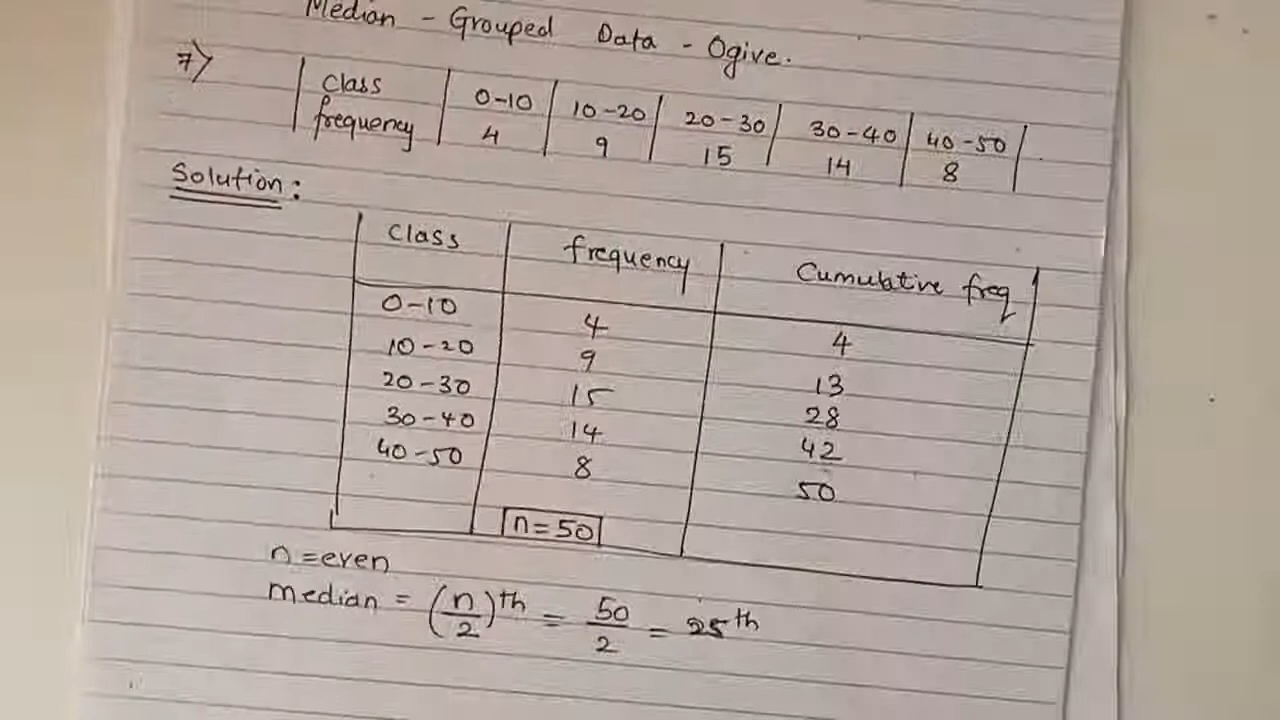 Median - Grouped Data - Ogive.
7) class 0-10 10-20 20-30 30-40 40-50
frequency 4 9 15 14 8
Solution:
class frequency Cumulative freq
0-10 4 4
10-20 9 13
20-30 15 28
30-40 14 42
40-50 8 50
n=50
n=even
median = (n/2)th = 50/2 = 25th